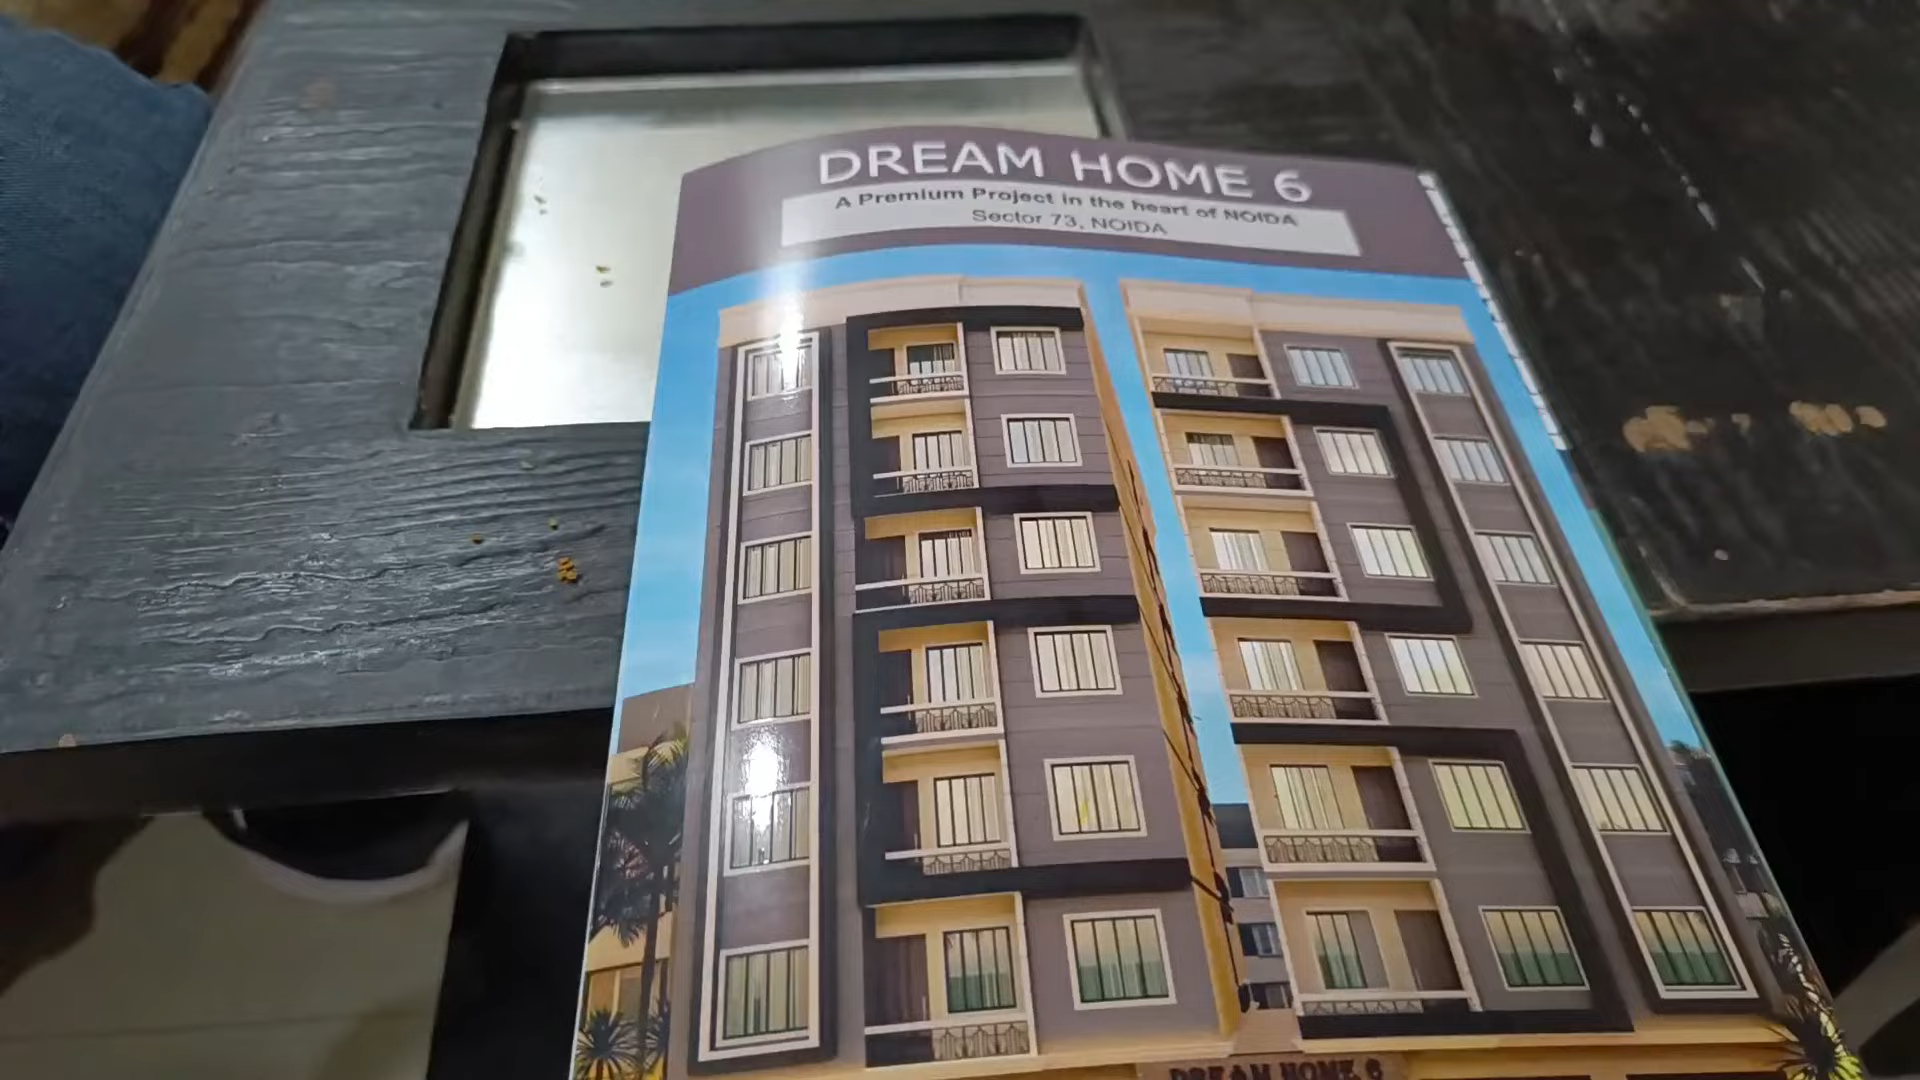 DREAM HOME 6
A Premium Project in the heart of NOIDA
Sector 73, NOIDA
DREAM HOME 6